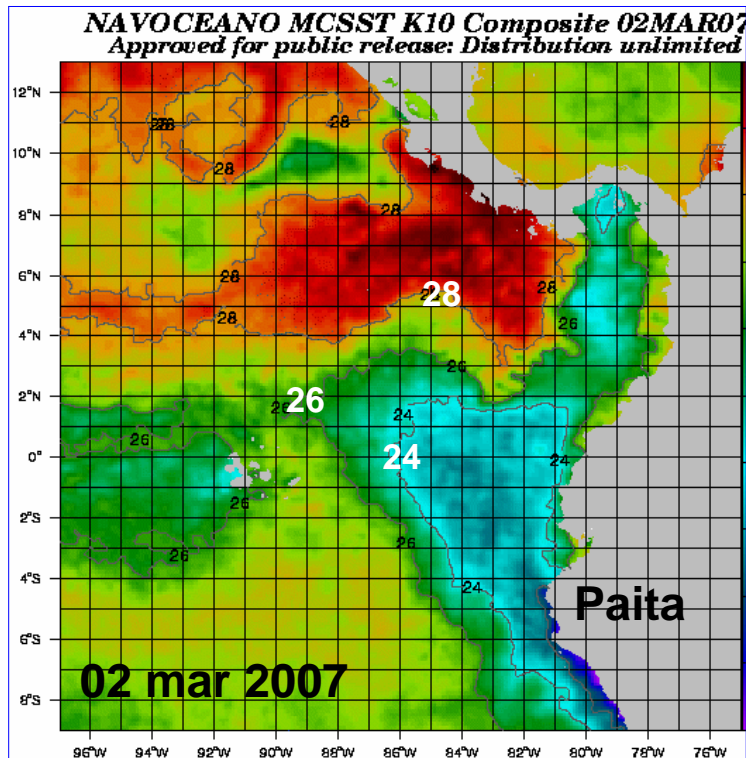 NAVOCEANO MCSST K10 Composite 02MAR07
Approved for public release: Distribution unlimited
12°N
28
28
10°N
28
8°N
28
6°N
28
28
28
28
4°N
26
26
2°N
26
26
24
0°
26
24
24
2°S
26
26
26
4°S
24
Paita
6°S
02 mar 2007
8°S
96°W 94°W 92°W 90°W 88°W 86°W 84°W 82°W 80°W 78°W 76°W